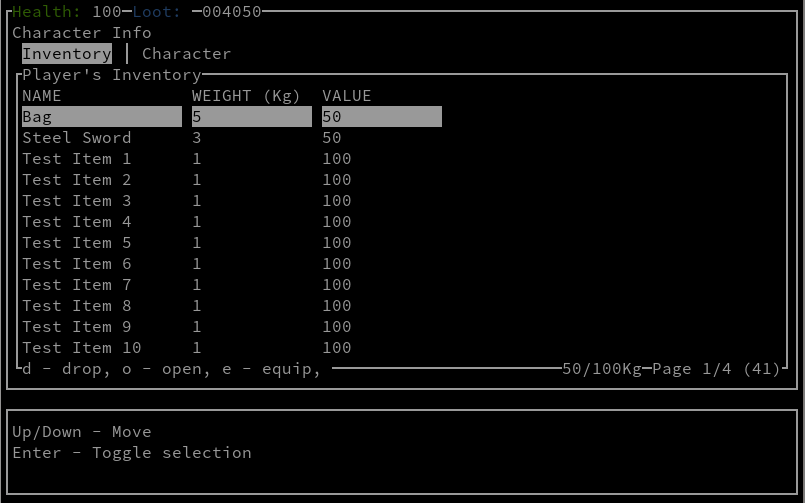 Health: 100 Loot: 004050
Character Info
Inventory | Character
Player's Inventory
NAME WEIGHT (Kg) VALUE
Bag 5 50
Steel Sword 3 50
Test Item 1 1 100
Test Item 2 1 100
Test Item 3 1 100
Test Item 4 1 100
Test Item 5 1 100
Test Item 6 1 100
Test Item 7 1 100
Test Item 8 1 100
Test Item 9 1 100
Test Item 10 1 100
d - drop, o - open, e - equip, 50/100Kg Page 1/4 (41)
Up/Down - Move
Enter - Toggle selection